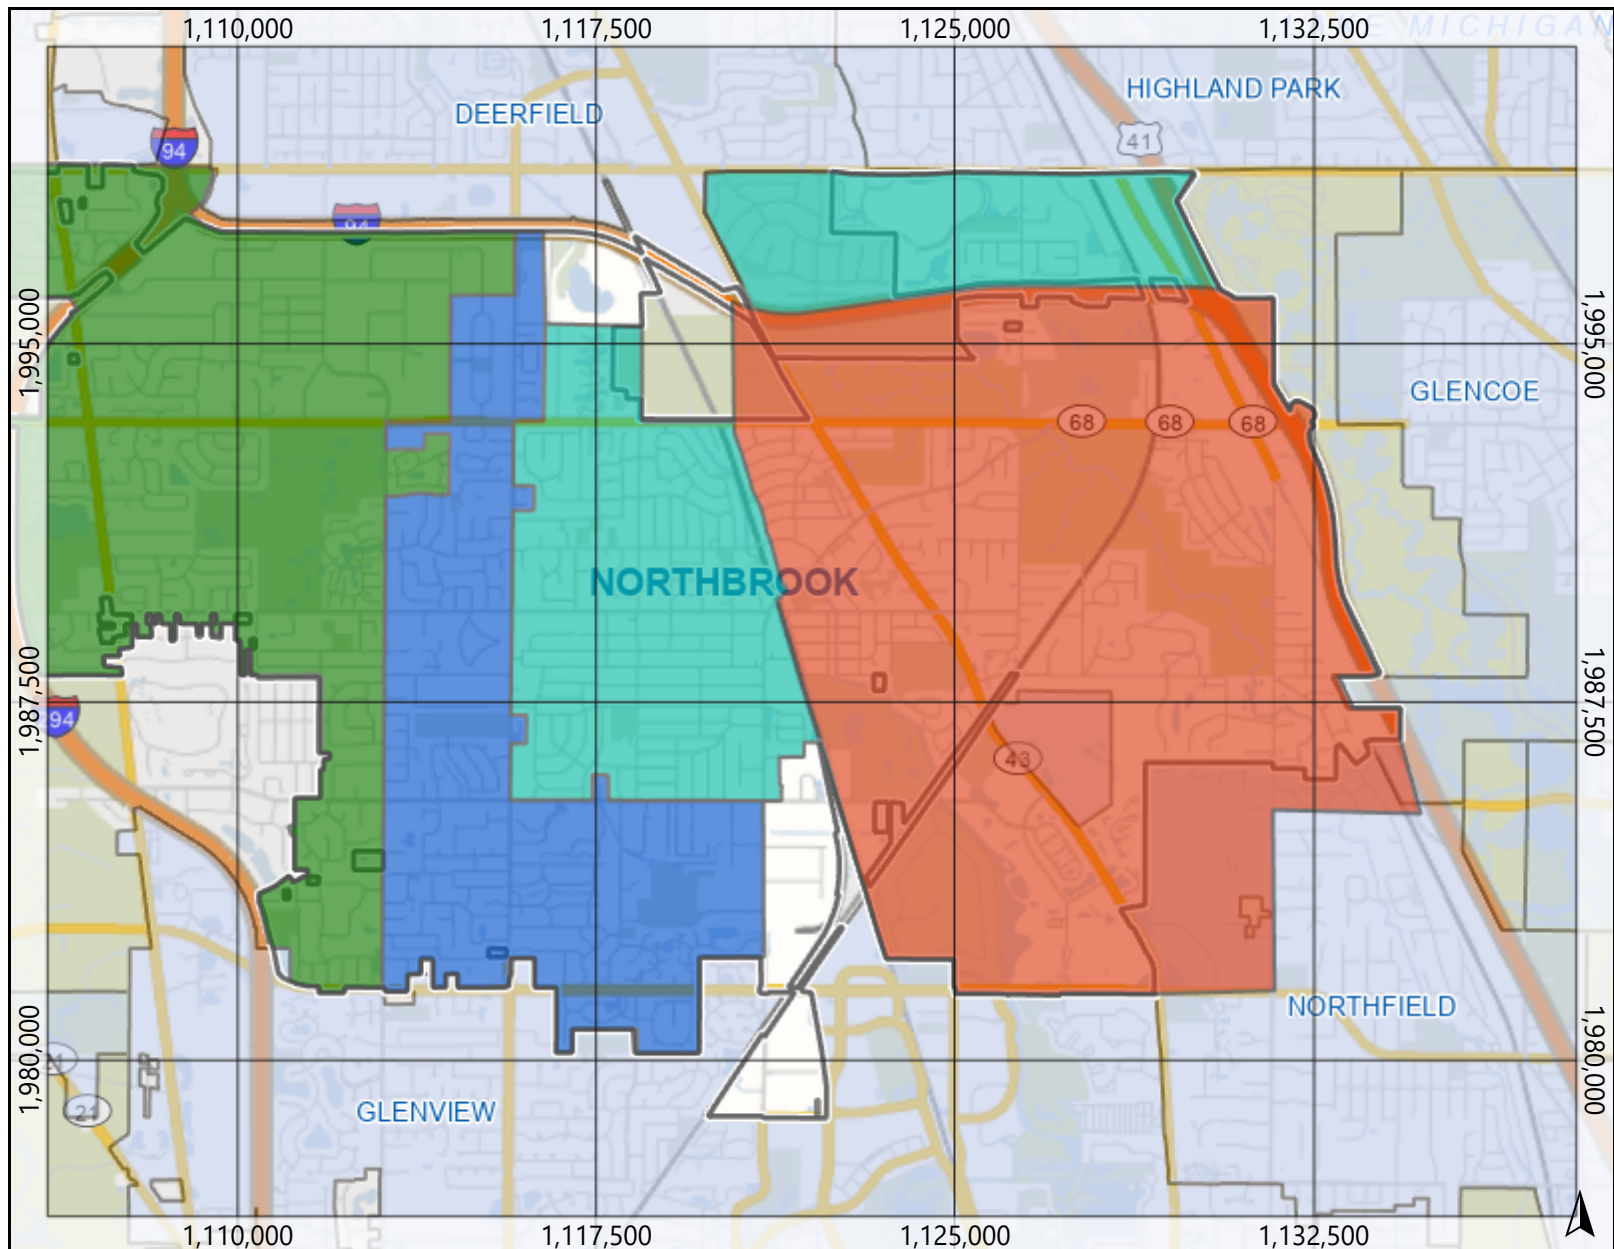 1,110,000 1,117,500 1,125,000 1,132,500
E MICHIGAN
HIGHLAND PARK
DEERFIELD
41
94
94
1,995,000
1,995,000
GLENCOE
68 68 68
NORTHBROOK
1,987,500
1,987,500
294
43
NORTHFIELD
1,980,000
1,980,000
21
GLENVIEW
1,110,000 1,117,500 1,125,000 1,132,500